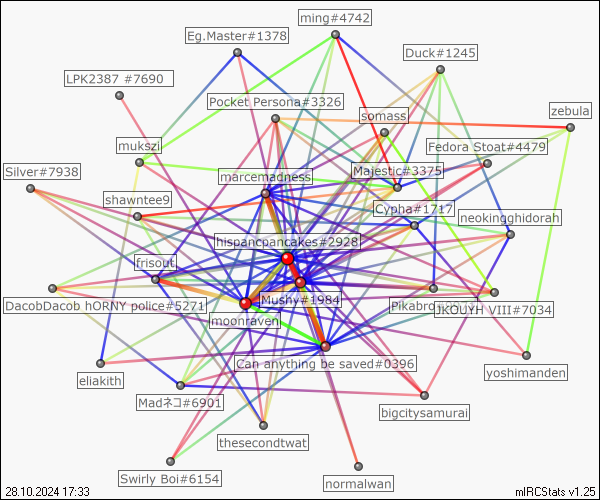 ming#4742
Eg.Master#1378
Duck#1245
LPK2387 #7690
Pocket Persona#3326
somass
zebula
mukszi
Fedora Stoat#4479
Silver#7938
marcemadness
Majestic#3375
shawntee9
Cypha#1717
neokingghidorah
hispancpancakes#2928
frisout
DacobDacob hORNY police#5271
Mushy#1984
JKOUYH VIII#7034
moonraven
Can anything be saved#0396
yoshimanden
eliakith
Madネコ#6901
bigcitysamurai
thesecondtwat
Swirly Boi#6154
normalwan
28.10.2024 17:33
mIRCStats v1.25